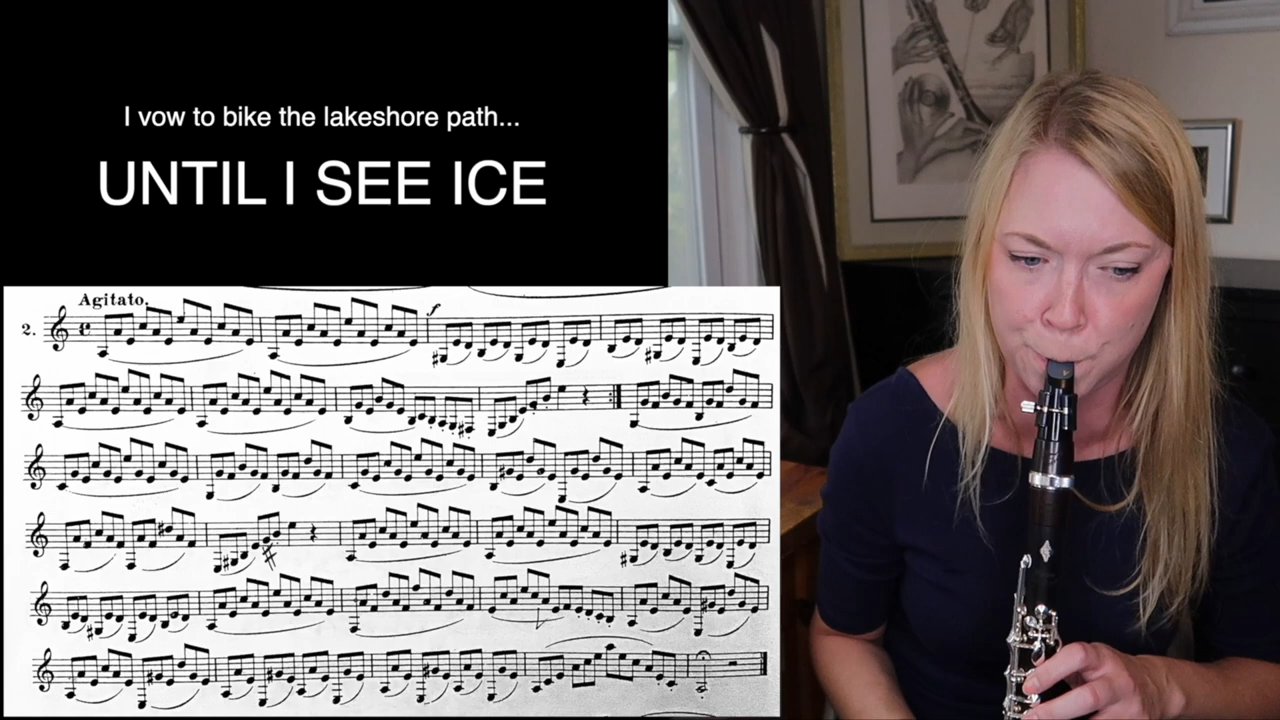 I vow to bike the lakeshore path...
UNTIL I SEE ICE
Agitato.
2.
f